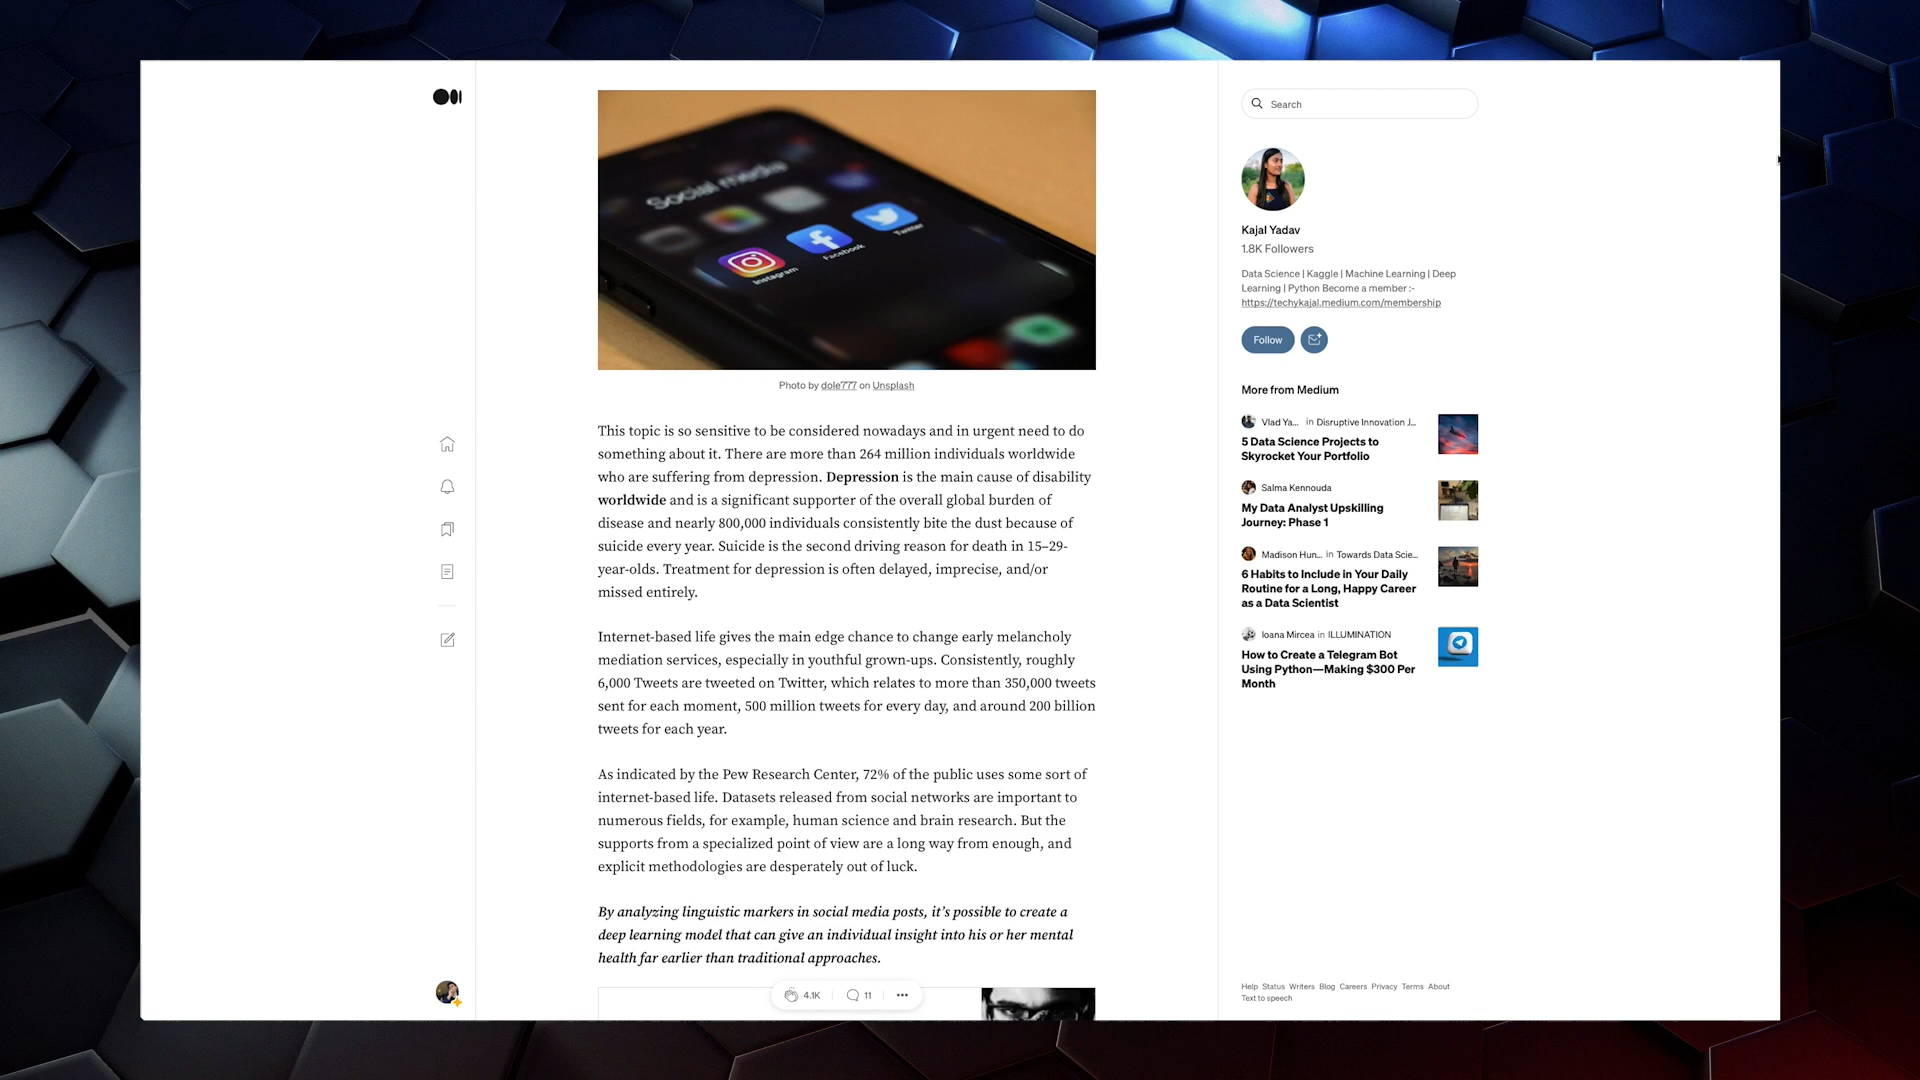 Social media
Instagram
Facebook
Twitter
Photo by dole777 on Unsplash
This topic is so sensitive to be considered nowadays and in urgent need to do
something about it. There are more than 264 million individuals worldwide
who are suffering from depression. Depression is the main cause of disability
worldwide and is a significant supporter of the overall global burden of
disease and nearly 800,000 individuals consistently bite the dust because of
suicide every year. Suicide is the second driving reason for death in 15–29-
year-olds. Treatment for depression is often delayed, imprecise, and/or
missed entirely.
Internet-based life gives the main edge chance to change early melancholy
mediation services, especially in youthful grown-ups. Consistently, roughly
6,000 Tweets are tweeted on Twitter, which relates to more than 350,000 tweets
sent for each moment, 500 million tweets for every day, and around 200 billion
tweets for each year.
As indicated by the Pew Research Center, 72% of the public uses some sort of
internet-based life. Datasets released from social networks are important to
numerous fields, for example, human science and brain research. But the
supports from a specialized point of view are a long way from enough, and
explicit methodologies are desperately out of luck.
By analyzing linguistic markers in social media posts, it's possible to create a
deep learning model that can give an individual insight into his or her mental
health far earlier than traditional approaches.
4.1K 11
Search
Kajal Yadav
1.8K Followers
Data Science | Kaggle | Machine Learning | Deep
Learning | Python Become a member :-
https://techykajal.medium.com/membership
Follow
More from Medium
Vlad Ya... in Disruptive Innovation J...
5 Data Science Projects to
Skyrocket Your Portfolio
Salma Kennouda
My Data Analyst Upskilling
Journey: Phase 1
Madison Hun... in Towards Data Scie...
6 Habits to Include in Your Daily
Routine for a Long, Happy Career
as a Data Scientist
Ioana Mircea in ILLUMINATION
How to Create a Telegram Bot
Using Python—Making $300 Per
Month
Help Status Writers Blog Careers Privacy Terms About
Text to speech